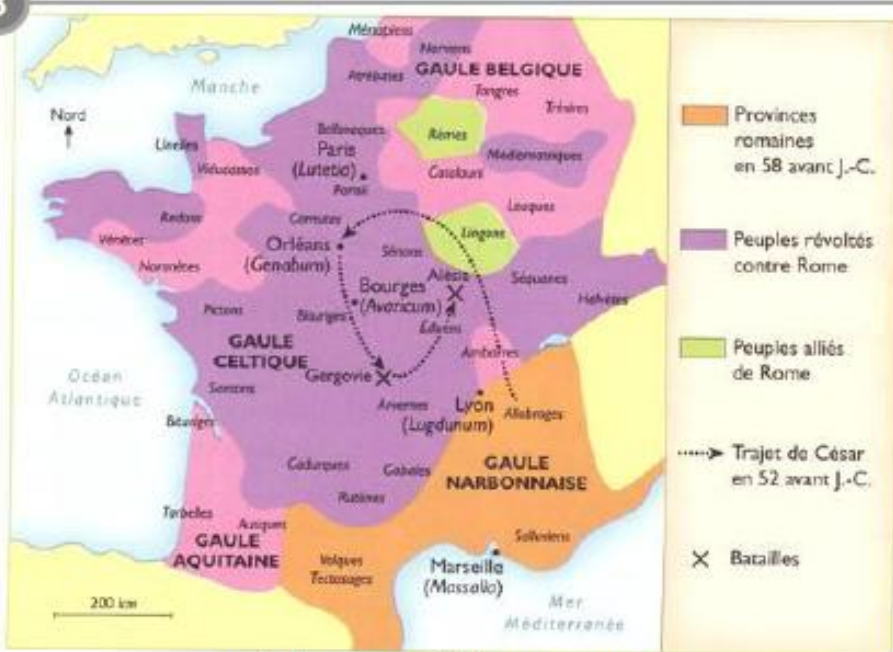 Ménapiens
Nerviens
GAULE BELGIQUE
Atrébates
Manche
Tongres
Trévires
Nord
Bellovaques
Rèmes
Unelles
Paris
(Lutetia)
Médiomatriques
Viducasses
Parisii
Catalauni
Redons
Carnutes
Leuques
Vénètes
Orléans
(Genabum)
Lingons
Namnètes
Sénons
Alésia
Séquanes
Bourges
(Avaricum)
Helvètes
Pictons
Bituriges
Éduens
GAULE
CELTIQUE
Ambarres
Gergovie
Océan
Atlantique
Santons
Arvernes
Lyon
(Lugdunum)
Allobroges
Bituriges
Cadurques
Gabales
GAULE
NARBONNAISE
Rutènes
Tarbelles
Ausques
Salluviens
GAULE
AQUITAINE
Volques
Tectosages
Marseille
(Massalia)
200 km
Mer
Méditerranée
Provinces
romaines
en 58 avant J.-C.
Peuples révoltés
contre Rome
Peuples alliés
de Rome
Trajet de César
en 52 avant J.-C.
Batailles